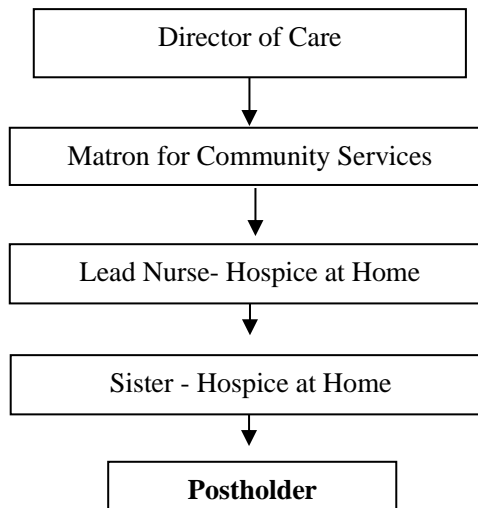 Director of Care
Matron for Community Services
Lead Nurse- Hospice at Home
Sister - Hospice at Home
Postholder